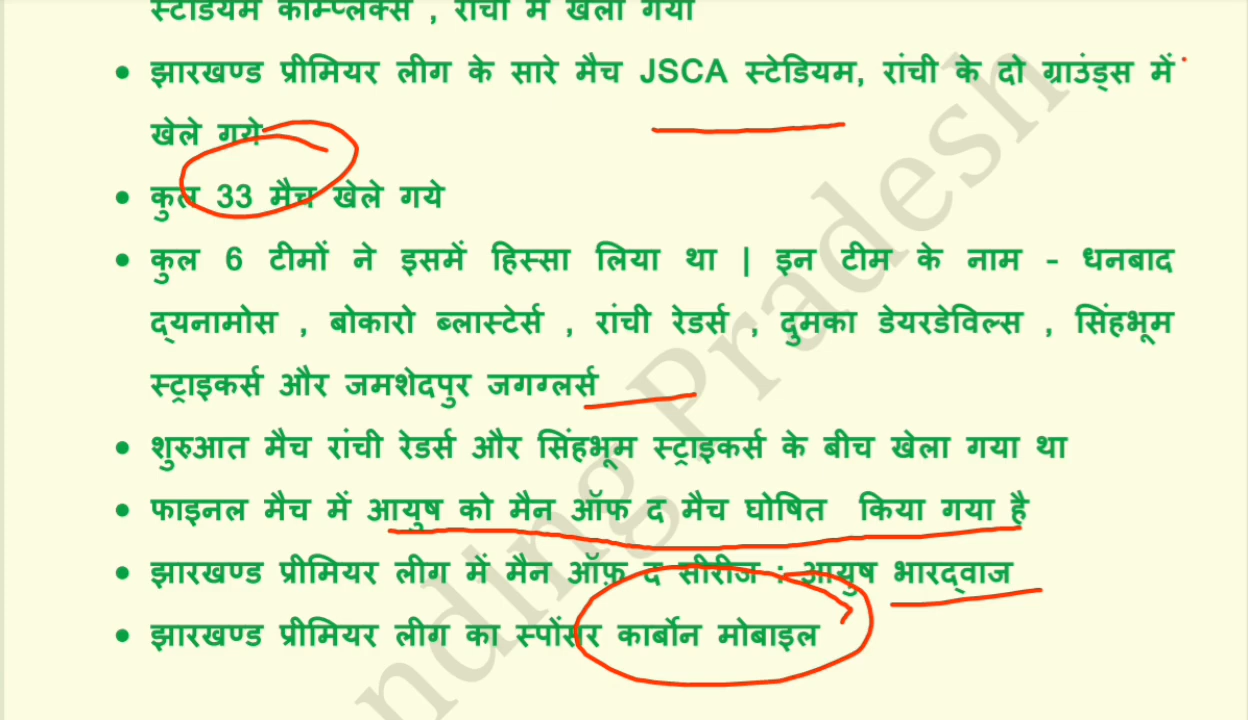 स्टेडियम काम्प्लेक्स , रांची में खेला गया
• झारखण्ड प्रीमियर लीग के सारे मैच JSCA स्टेडियम, रांची के दो ग्राउंड्स में
खेले गये
• कुल 33 मैच खेले गये
• कुल 6 टीमों ने इसमें हिस्सा लिया था | इन टीम के नाम – धनबाद
द्यनामोस , बोकारो ब्लास्टेर्स , रांची रेडर्स , दुमका डेयरडेविल्स , सिंहभूम
स्ट्राइकर्स और जमशेदपुर जगग्लर्स
• शुरुआत मैच रांची रेडर्स और सिंहभूम स्ट्राइकर्स के बीच खेला गया था
• फाइनल मैच में आयुष को मैन ऑफ द मैच घोषित किया गया है
• झारखण्ड प्रीमियर लीग में मैन ऑफ़ द सीरीज : आयुष भारद्वाज
• झारखण्ड प्रीमियर लीग का स्पोंसर कार्बोन मोबाइल
nding Pradesh